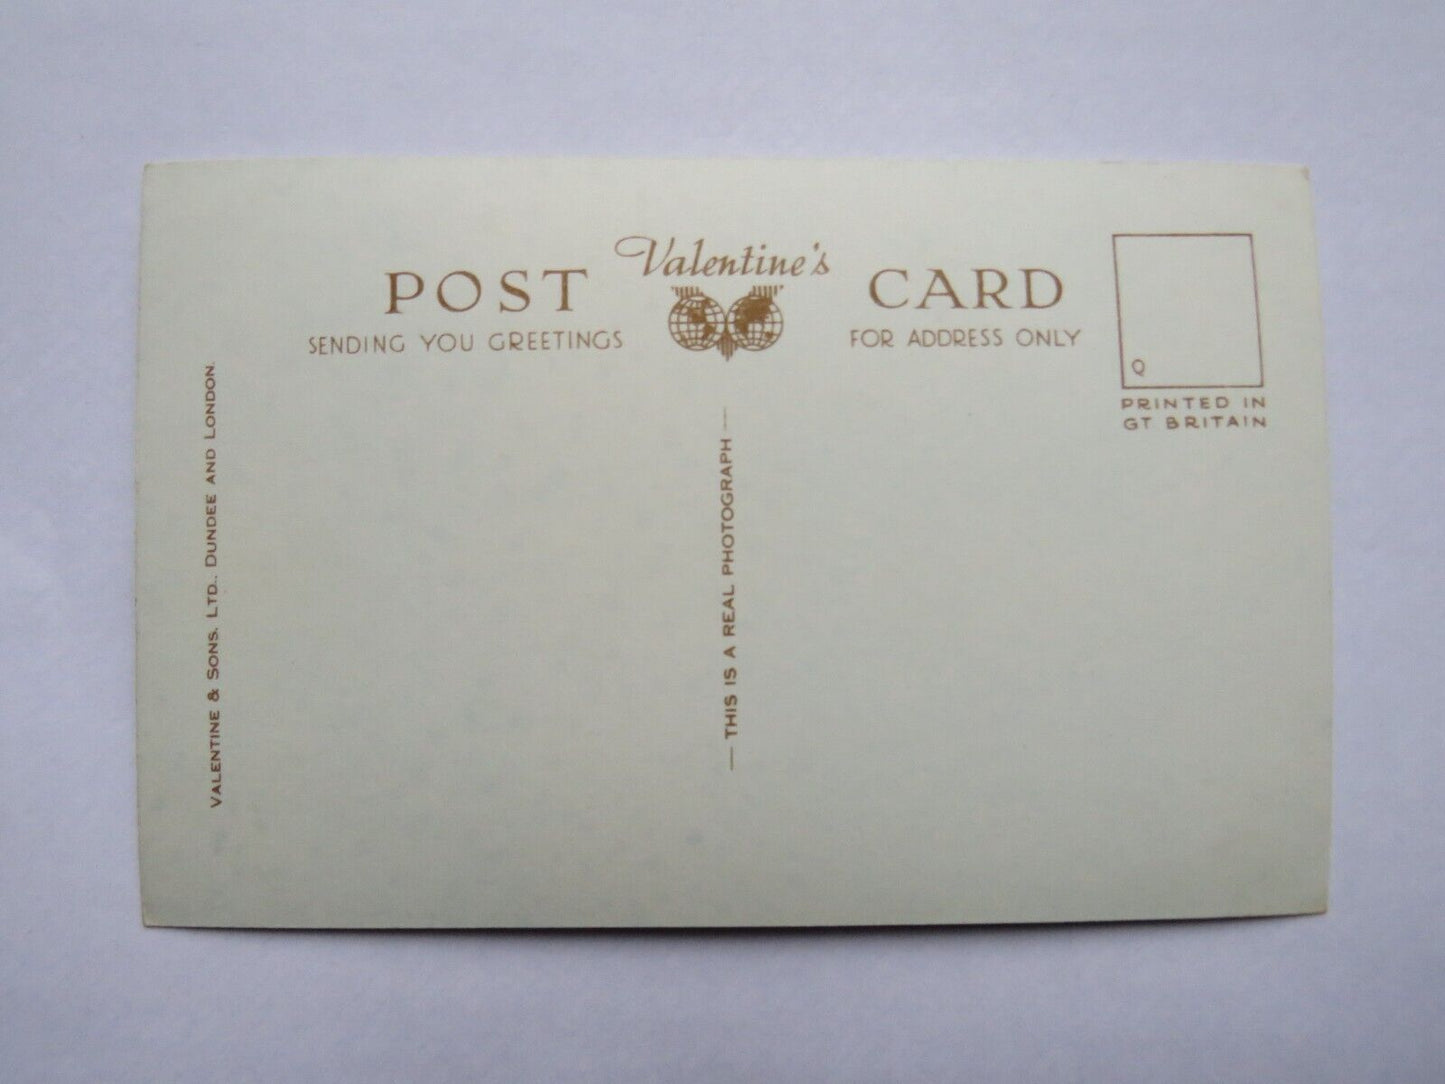 Valentine's
POST CARD
SENDING YOU GREETINGS
FOR ADDRESS ONLY
Q
PRINTED IN
GT BRITAIN
VALENTINE & SONS. LTD., DUNDEE AND LONDON.
— THIS IS A REAL PHOTOGRAPH —